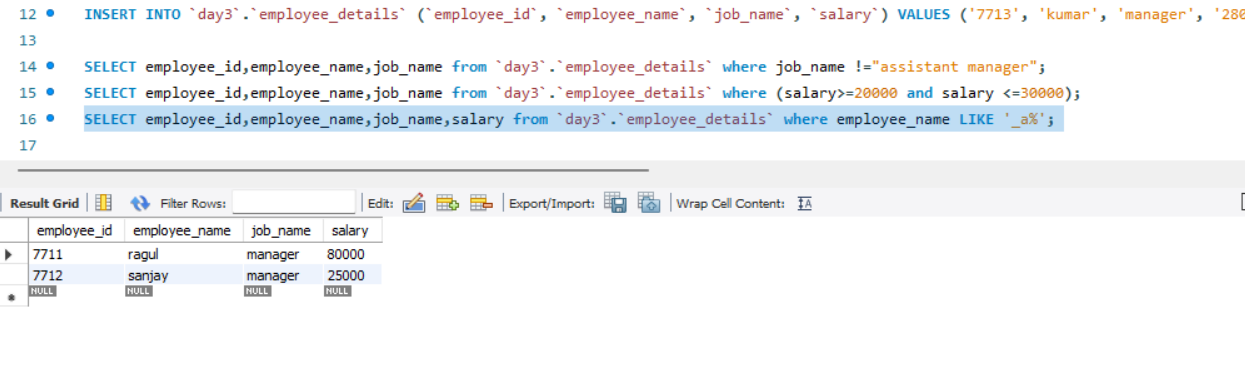 12 INSERT INTO `day3`.`employee_details` (`employee_id`, `employee_name`, `job_name`, `salary`) VALUES ('7713', 'kumar', 'manager', '280
13
14 SELECT employee_id,employee_name,job_name from `day3`.`employee_details` where job_name !="assistant manager";
15 SELECT employee_id,employee_name,job_name from `day3`.`employee_details` where (salary>=20000 and salary <=30000);
16 SELECT employee_id,employee_name,job_name,salary from `day3`.`employee_details` where employee_name LIKE '_a%';
17
Result Grid Filter Rows: Edit: Export/Import: Wrap Cell Content: IA
employee_id employee_name job_name salary
7711 ragul manager 80000
7712 sanjay manager 25000
NULL NULL NULL NULL